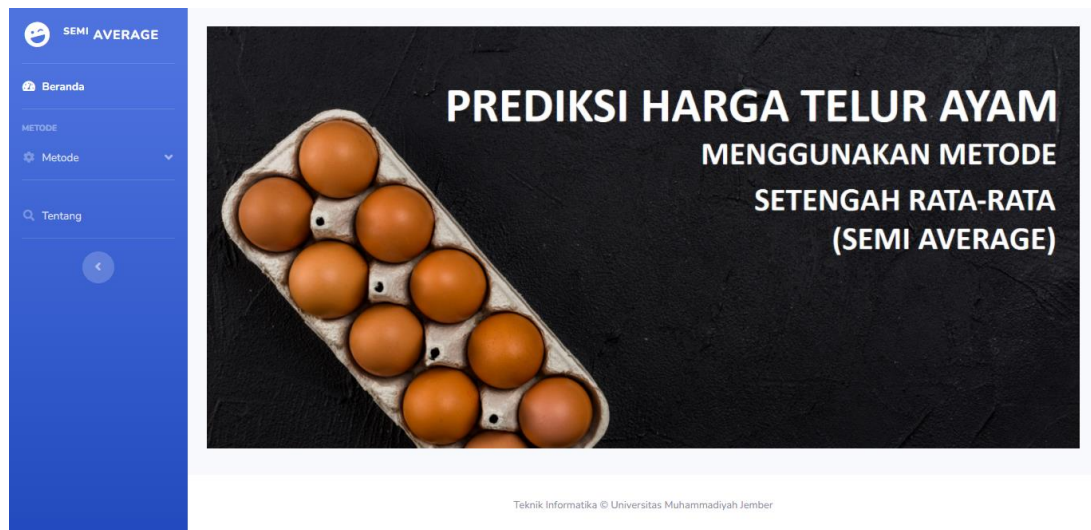 SEMI AVERAGE
Beranda
METODE
Metode
Tentang
PREDIKSI HARGA TELUR AYAM
MENGGUNAKAN METODE
SETENGAH RATA-RATA
(SEMI AVERAGE)
Teknik Informatika © Universitas Muhammadiyah Jember